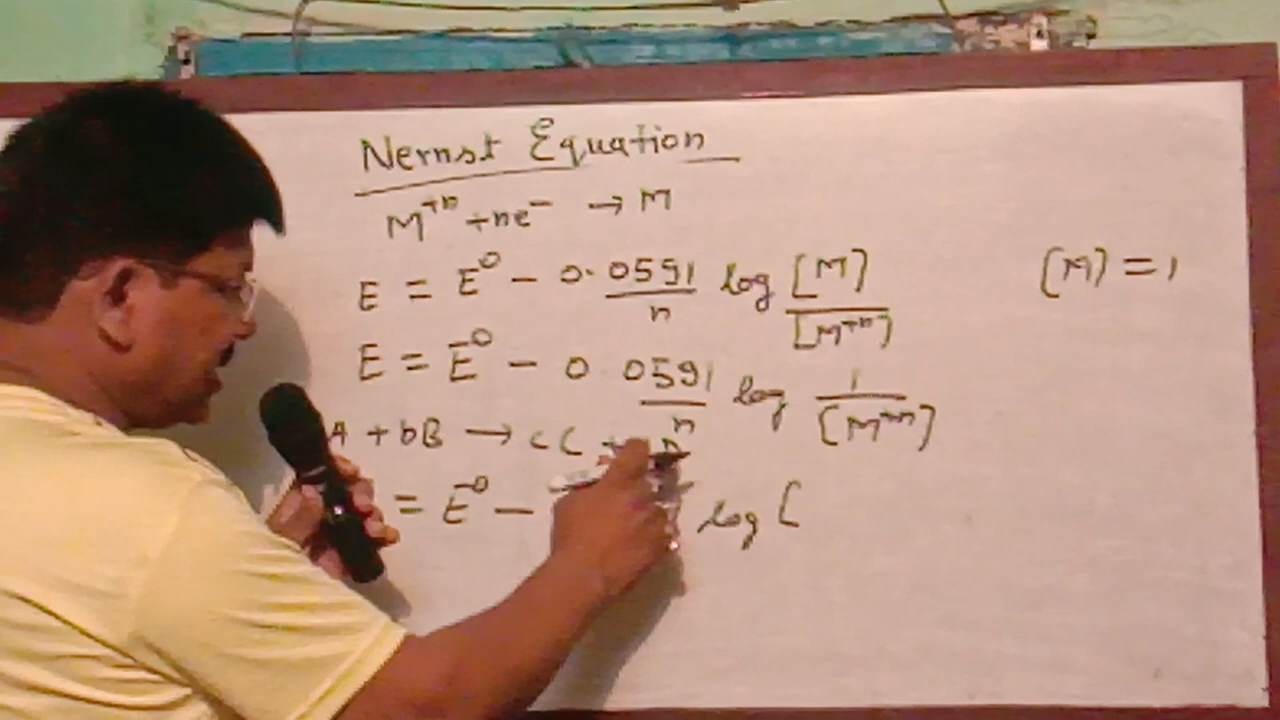 Nernst Equation
M⁺ⁿ + ne⁻ → M
E = E⁰ − 0.0591/n log [M]/[M⁺ⁿ]
[M] = 1
E = E⁰ − 0.0591/n log 1/[M⁺ⁿ]
A + bB → cC +
= E⁰ − log [